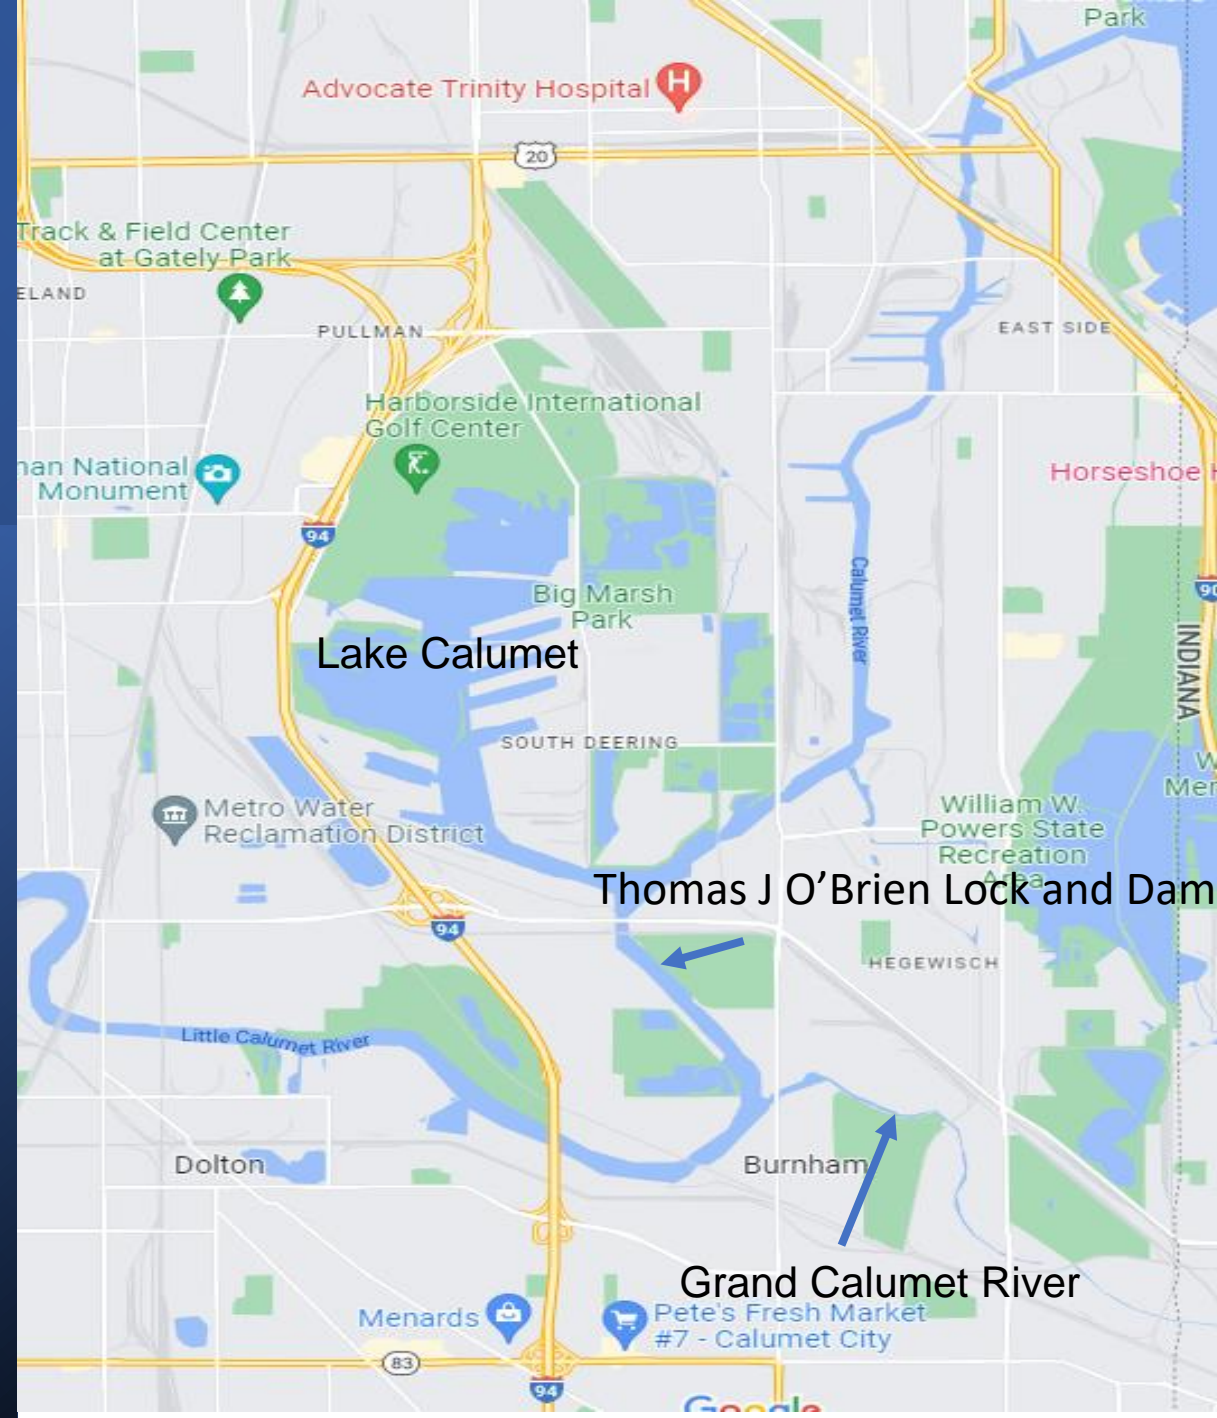 Park
Advocate Trinity Hospital
H
20
Track & Field Center
at Gately Park
ELAND
PULLMAN
EAST SIDE
Harborside International
Golf Center
nan National
Monument
Horseshoe
94
Calumet River
90
Big Marsh
Park
Lake Calumet
INDIANA
SOUTH DEERING
W
Mer
Metro Water
Reclamation District
William W.
Powers State
Recreation
Area
Thomas J O’Brien Lock and Dam
94
HEGEWISCH
Little Calumet River
Dolton
Burnham
Grand Calumet River
Menards
Pete's Fresh Market
#7 - Calumet City
83
94
Google